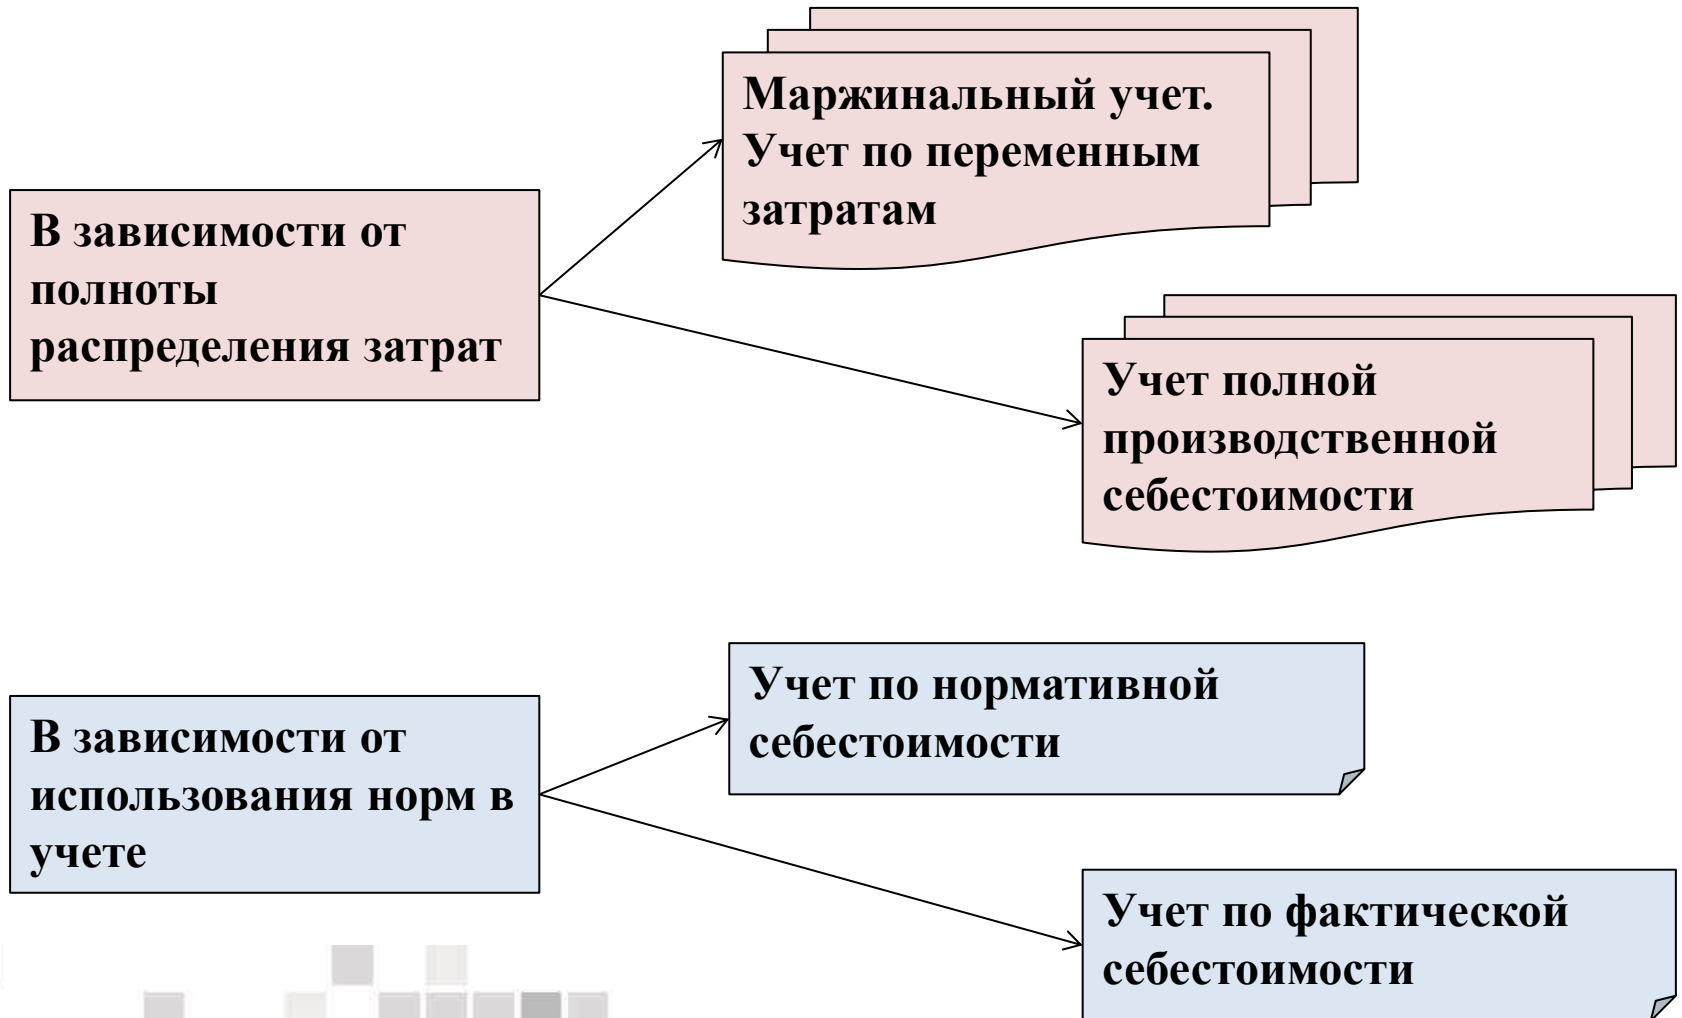 Маржинальный учет.
Учет по переменным
затратам
В зависимости от
полноты
распределения затрат
Учет полной
производственной
себестоимости
Учет по нормативной
себестоимости
В зависимости от
использования норм в
учете
Учет по фактической
себестоимости